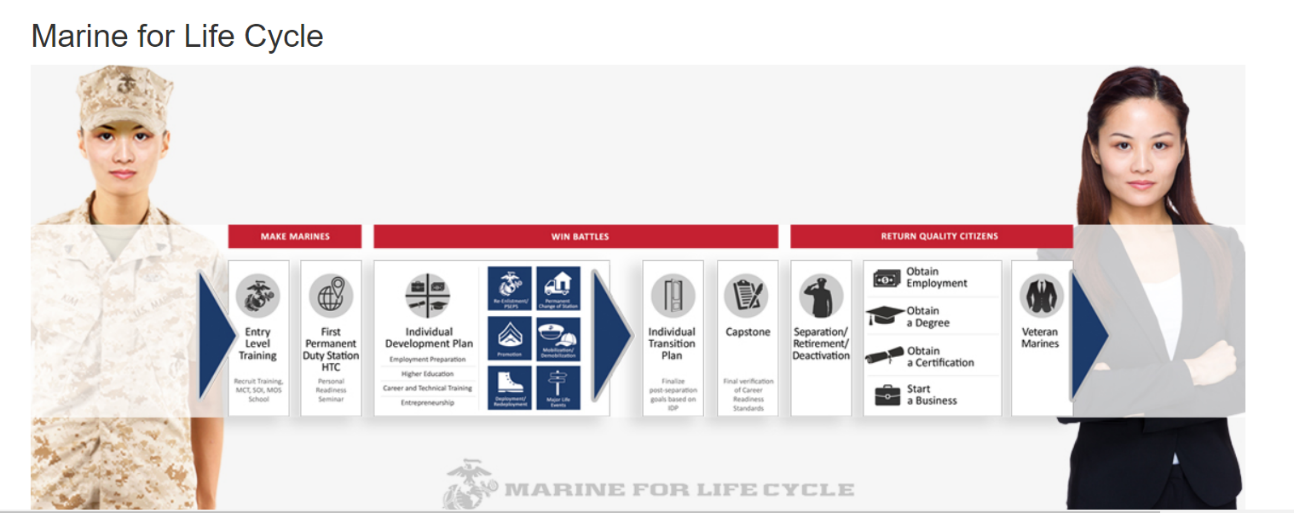 Marine for Life Cycle
MAKE MARINES
WIN BATTLES
RETURN QUALITY CITIZENS
Entry
Level
Training
Recruit Training,
MCT, SOI, MOS
School
First
Permanent
Duty Station
HTC
Personal
Readiness
Seminar
Individual
Development Plan
Employment Preparation
Higher Education
Career and Technical Training
Entrepreneurship
Re-Enlistment/
PSEPS
Permanent
Change of Station
Promotion
Mobilization/
Demobilization
Deployment/
Redeployment
Major Life
Events
Individual
Transition
Plan
Finalize
post-separation
goals based on
IDP
Capstone
Final verification
of Career
Readiness
Standards
Separation/
Retirement/
Deactivation
Obtain
Employment
Obtain
a Degree
Obtain
a Certification
Start
a Business
Veteran
Marines
MARINE FOR LIFE CYCLE